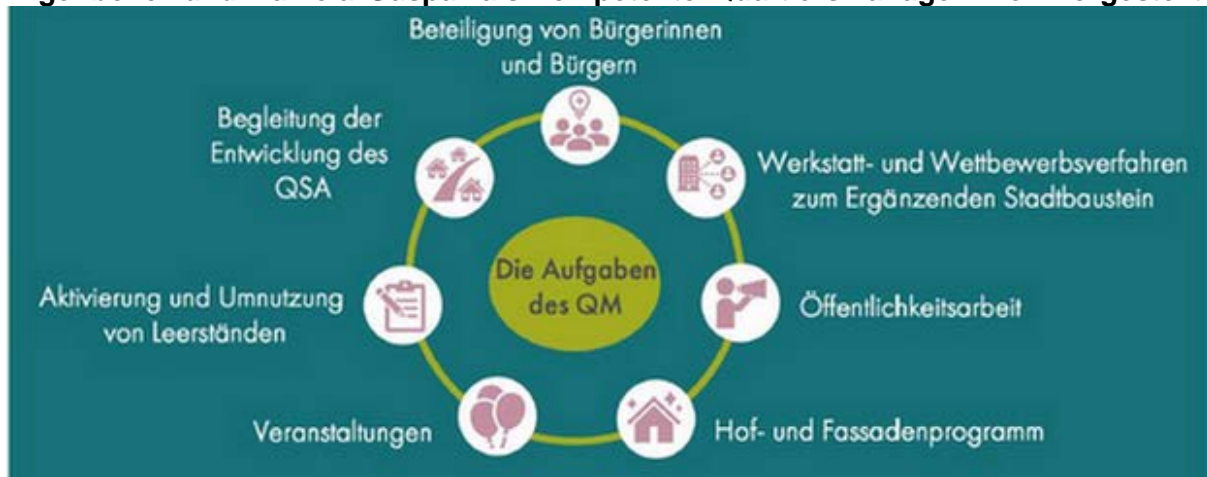 Beteiligung von Bürgerinnen
und Bürgern
Begleitung der
Entwicklung des
QSA
Werkstatt- und Wettbewerbsverfahren
zum Ergänzenden Stadtbaustein
Die Aufgaben
des QM
Aktivierung und Umnutzung
von Leerständen
Öffentlichkeitsarbeit
Veranstaltungen
Hof- und Fassadenprogramm